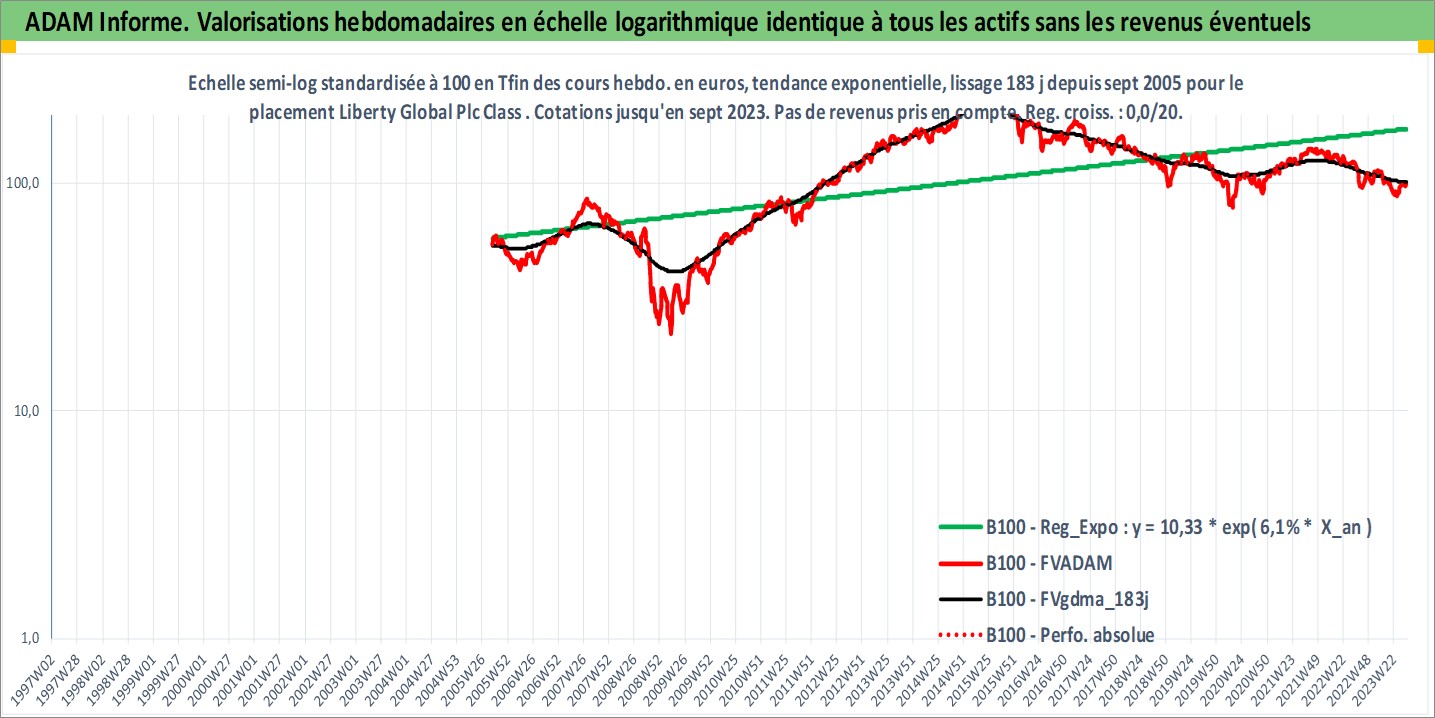 ADAM Informe. Valorisations hebdomadaires en échelle logarithmique identique à tous les actifs sans les revenus éventuels
Echelle semi-log standardisée à 100 en Tfin des cours hebdo. en euros, tendance exponentielle, lissage 183 j depuis sept 2005 pour le
placement Liberty Global Plc Class . Cotations jusqu'en sept 2023. Pas de revenus pris en compte. Reg. croiss. : 0,0/20.
100,0
10,0
1,0
B100 - Reg_Expo : y = 10,33 * exp( 6,1% * X_an )
B100 - FVADAM
B100 - FVgdma_183j
B100 - Perfo. absolue
1997W02
1997W28
1998W02
1998W28
1999W01
1999W27
2000W01
2000W27
2001W01
2001W27
2002W01
2002W27
2003W01
2003W27
2004W01
2004W27
2004W53
2005W26
2005W52
2006W26
2006W52
2007W26
2007W52
2008W26
2008W52
2009W26
2009W52
2010W25
2010W51
2011W25
2011W51
2012W25
2012W51
2013W25
2013W51
2014W25
2014W51
2015W25
2015W51
2016W24
2016W50
2017W24
2017W50
2018W24
2018W50
2019W24
2019W50
2020W24
2020W50
2021W23
2021W49
2022W22
2022W48
2023W22